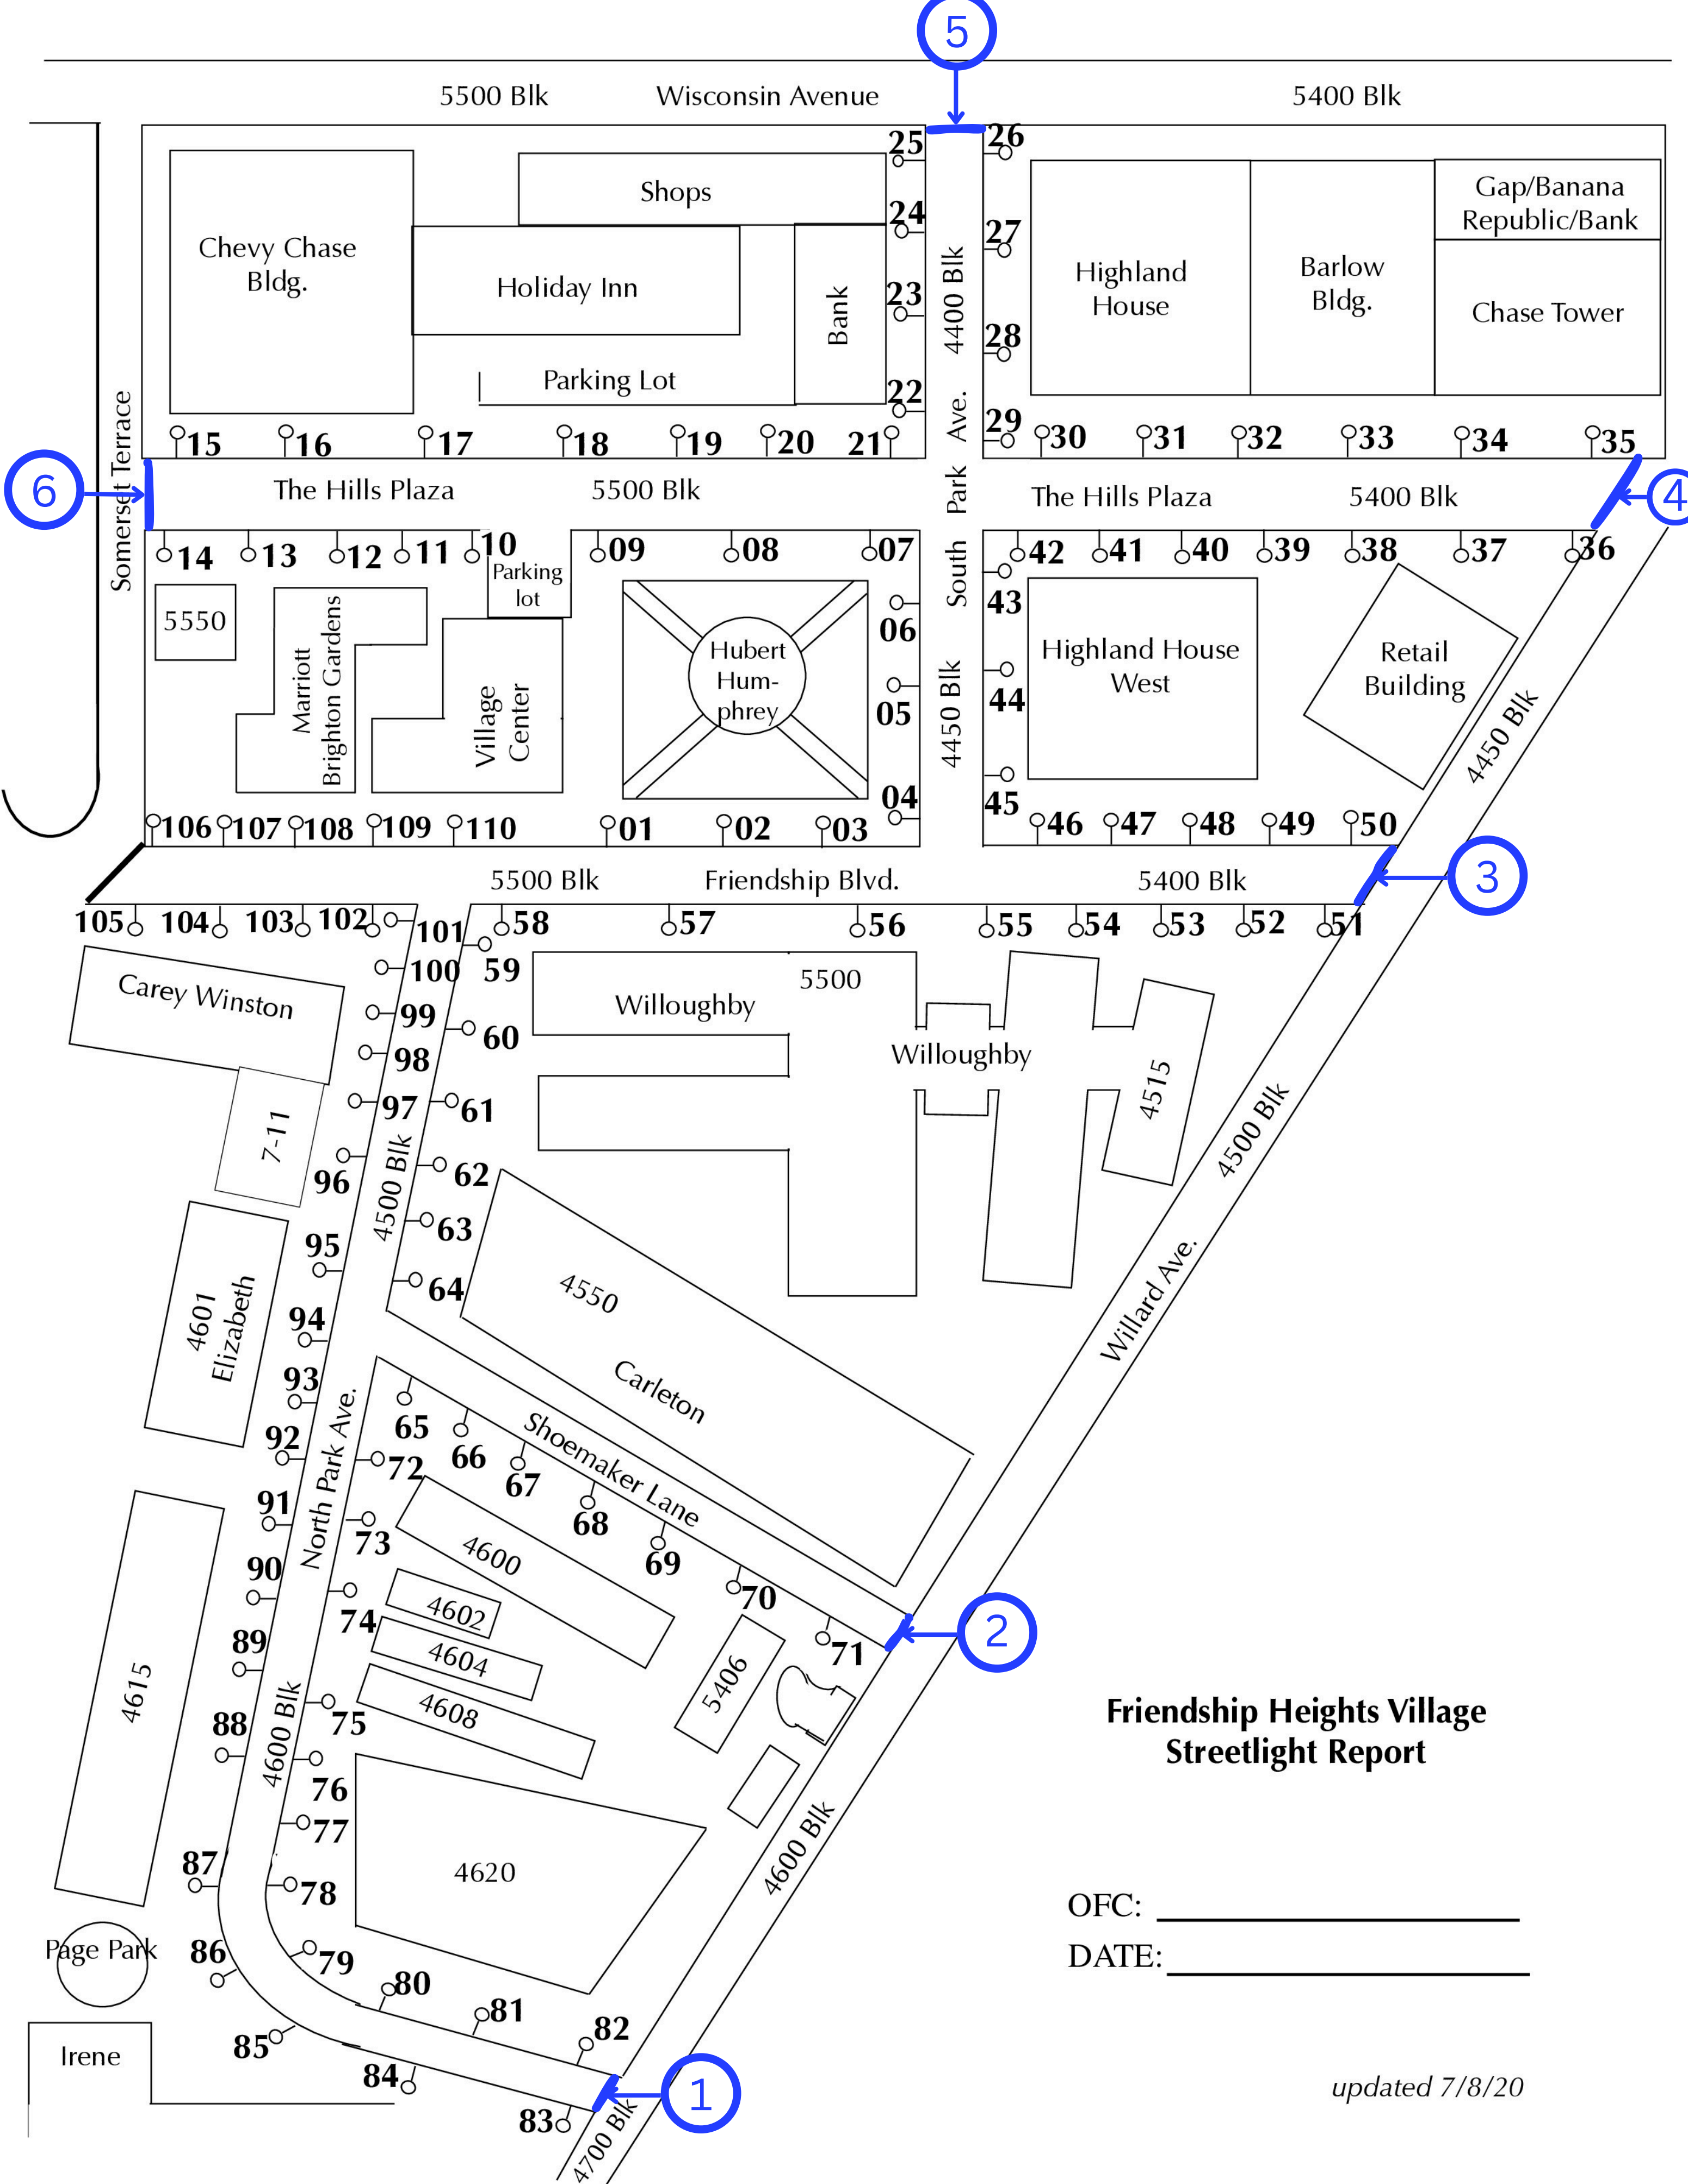 5
5500 Blk
Wisconsin Avenue
5400 Blk
25
26
Shops
Gap/Banana
Republic/Bank
24
27
Chevy Chase
Bldg.
Holiday Inn
Bank
23
4400 Blk
Highland
House
Barlow
Bldg.
Chase Tower
28
Parking Lot
22
29
15
16
17
18
19
20
21
30
31
32
33
34
35
6
Somerset Terrace
The Hills Plaza
5500 Blk
South Park Ave.
The Hills Plaza
5400 Blk
4
14
13
12
11
10
09
08
07
42
41
40
39
38
37
36
Parking
lot
43
5550
06
Marriott
Brighton Gardens
Village
Center
Hubert
Hum-
phrey
05
4450 Blk
44
Highland House
West
Retail
Building
4450 Blk
04
45
106
107
108
109
110
01
02
03
46
47
48
49
50
5500 Blk
Friendship Blvd.
5400 Blk
3
105
104
103
102
101
58
57
56
55
54
53
52
51
100
59
Carey Winston
Willoughby
5500
99
60
98
Willoughby
4515
97
61
7-11
96
4500 Blk
62
4500 Blk
63
95
64
4550
Carleton
4601
Elizabeth
94
Willard Ave.
93
65
66
67
68
69
70
71
Shoemaker Lane
92
72
North Park Ave.
91
73
4600
90
74
4602
2
89
4604
5406
4615
88
75
4608
4600 Blk
76
77
4620
4600 Blk
Friendship Heights Village
Streetlight Report
87
78
OFC:
Page Park
86
79
DATE:
80
81
82
85
Irene
84
1
83
4700 Blk
updated 7/8/20